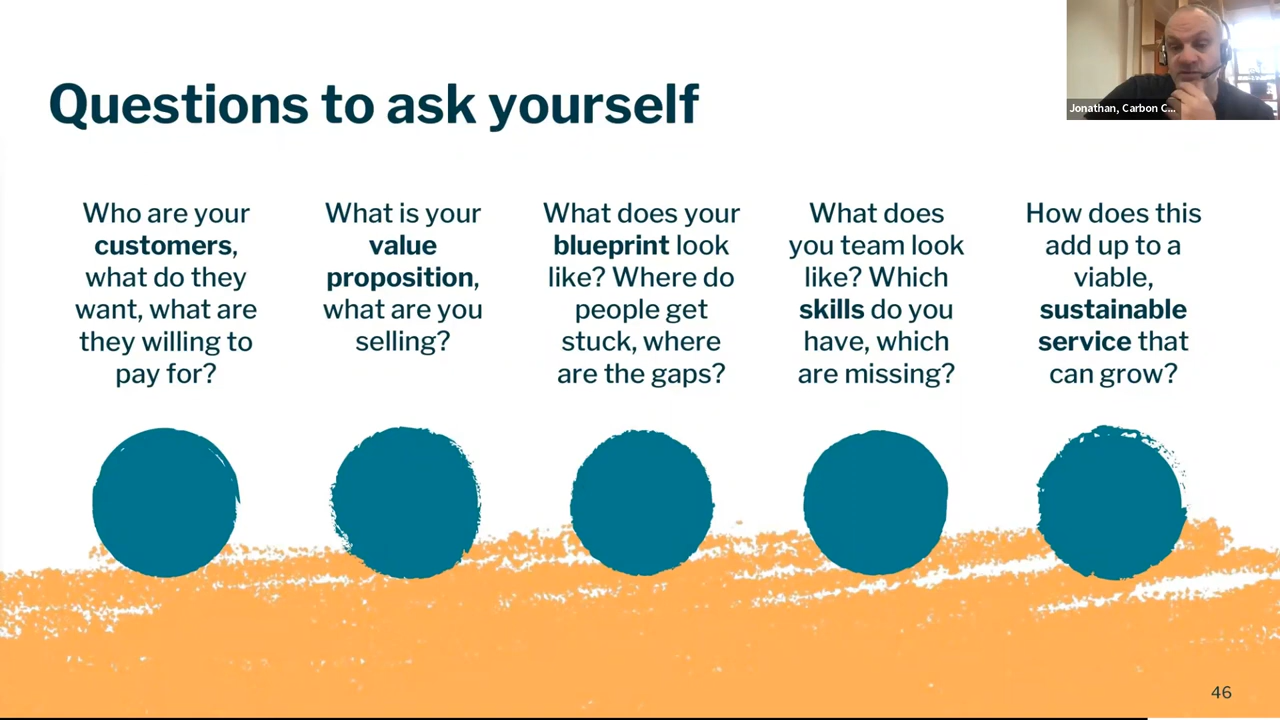 Questions to ask yourself
Jonathan, Carbon C...
Who are your
customers,
what do they
want, what are
they willing to
pay for?
What is your
value
proposition,
what are you
selling?
What does your
blueprint look
like? Where do
people get
stuck, where
are the gaps?
What does
you team look
like? Which
skills do you
have, which
are missing?
How does this
add up to a
viable,
sustainable
service that
can grow?
46